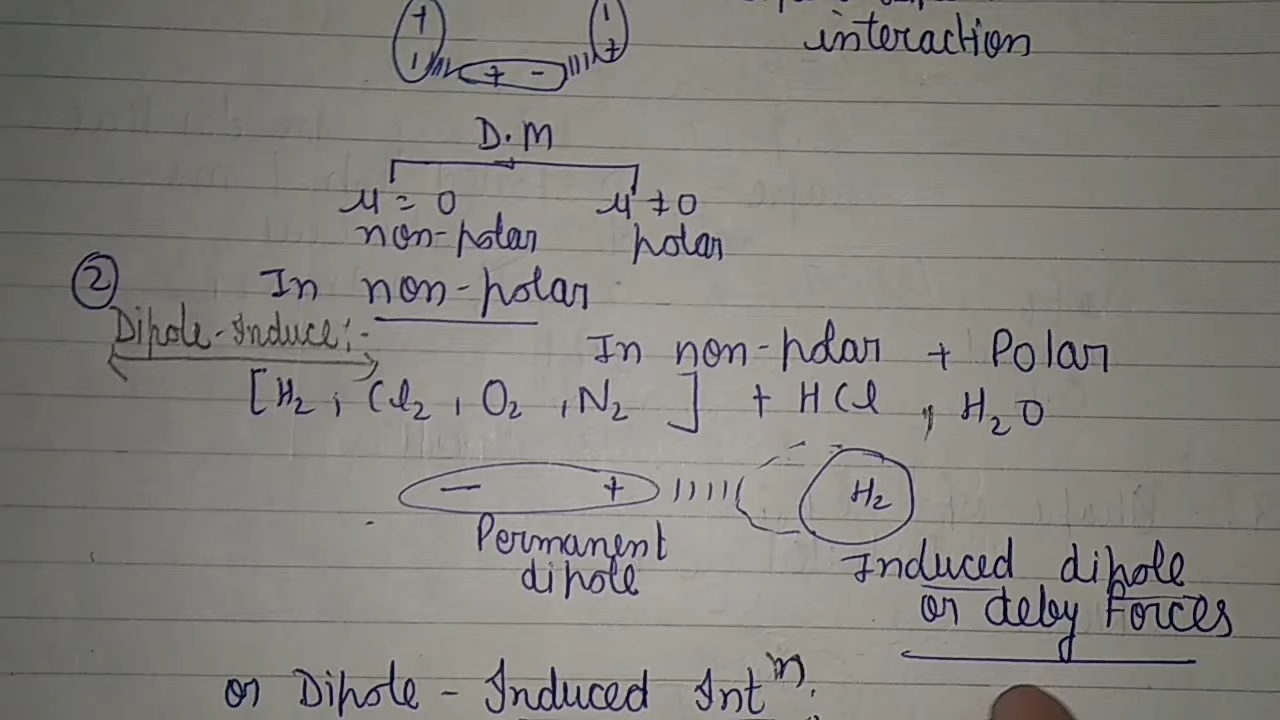 interaction
+ -
- +
+ -
D.M
μ = 0 μ ≠ 0
non-polar polar
② In non-polar
Dipole-Induce:-
In non-polar + Polar
[H₂, Cl₂, O₂, N₂] + HCl, H₂O
- + H₂
Permanent
dipole
Induced dipole
or deby Forces
or Dipole - Induced Intⁿ.